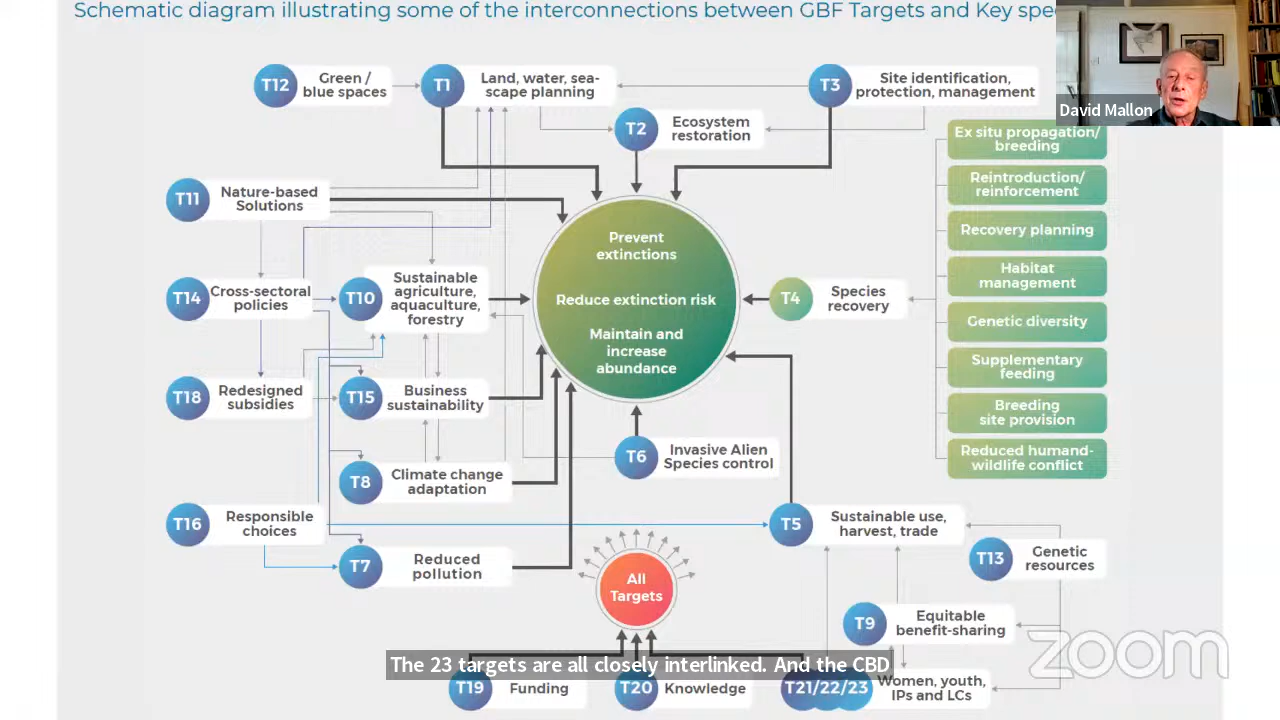 Schematic diagram illustrating some of the interconnections between GBF Targets and Key spe
David Mallon
T12
Green /
blue spaces
T1
Land, water, sea-
scape planning
T3
Site identification,
protection, management
T2
Ecosystem
restoration
Ex situ propagation/
breeding
Reintroduction/
reinforcement
Recovery planning
Habitat
management
Genetic diversity
Supplementary
feeding
Breeding
site provision
Reduced human-
wildlife conflict
T11
Nature-based
Solutions
Prevent
extinctions
Reduce extinction risk
Maintain and
increase
abundance
T14
Cross-sectoral
policies
T10
Sustainable
agriculture,
aquaculture,
forestry
T4
Species
recovery
T18
Redesigned
subsidies
T15
Business
sustainability
T6
Invasive Alien
Species control
T8
Climate change
adaptation
T16
Responsible
choices
T5
Sustainable use,
harvest, trade
T7
Reduced
pollution
T13
Genetic
resources
All
Targets
T9
Equitable
benefit-sharing
zoom
The 23 targets are all closely interlinked. And the CBD
T19
Funding
T20
Knowledge
T21/22/23
Women, youth,
IPs and LCs